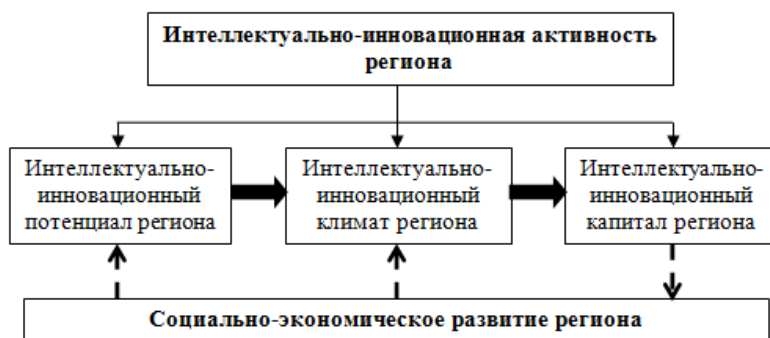 Интеллектуально-инновационная активность
региона
Интеллектуально-
инновационный
потенциал региона
Интеллектуально-
инновационный
климат региона
Интеллектуально-
инновационный
капитал региона
Социально-экономическое развитие региона